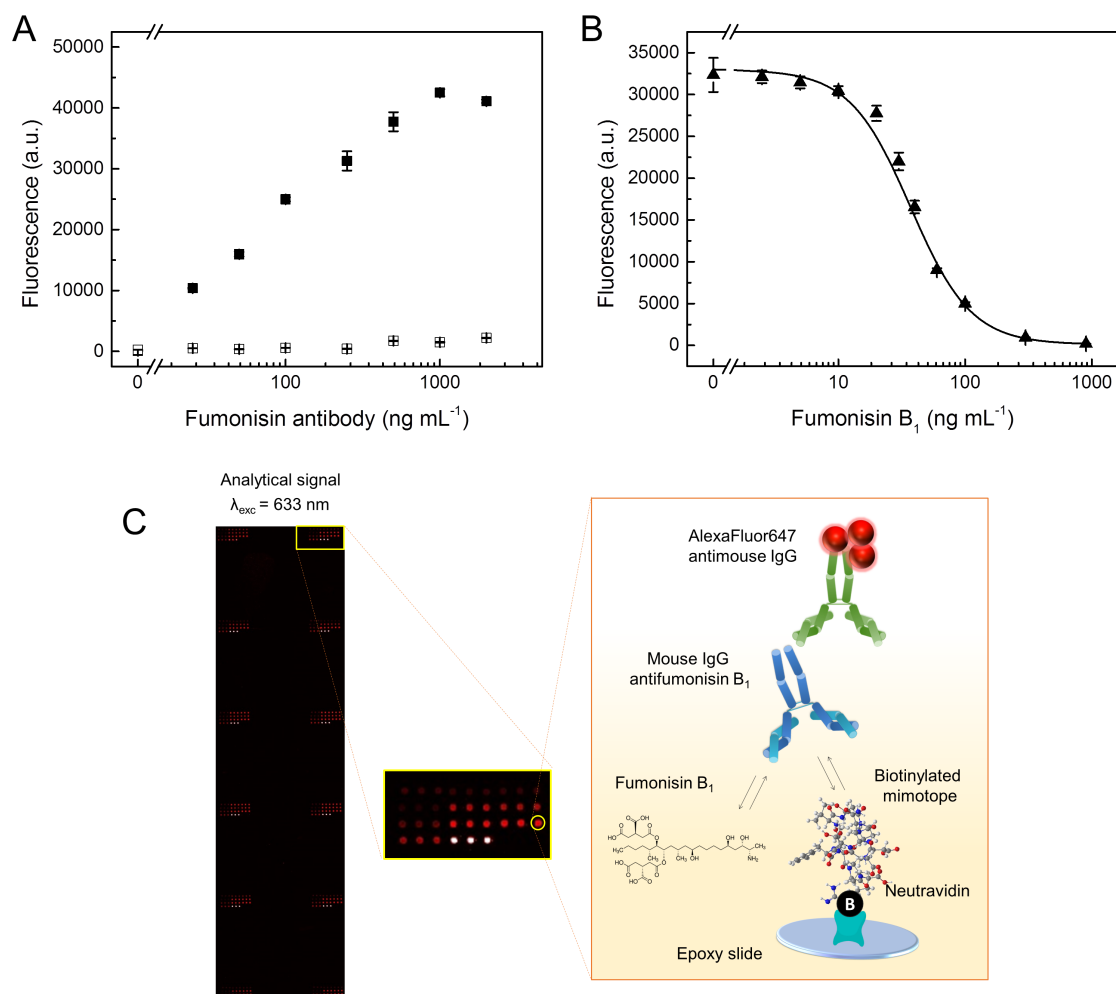 A
50000
40000
30000
20000
10000
0
Fluorescence (a.u.)
0
100
1000
Fumonisin antibody (ng mL⁻¹)
B
35000
30000
25000
20000
15000
10000
5000
0
Fluorescence (a.u.)
0
10
100
1000
Fumonisin B₁ (ng mL⁻¹)
C
Analytical signal
λexc = 633 nm
AlexaFluor647
antimouse IgG
Mouse IgG
antifumonisin B₁
Fumonisin B₁
Biotinylated
mimotope
Neutravidin
B
Epoxy slide